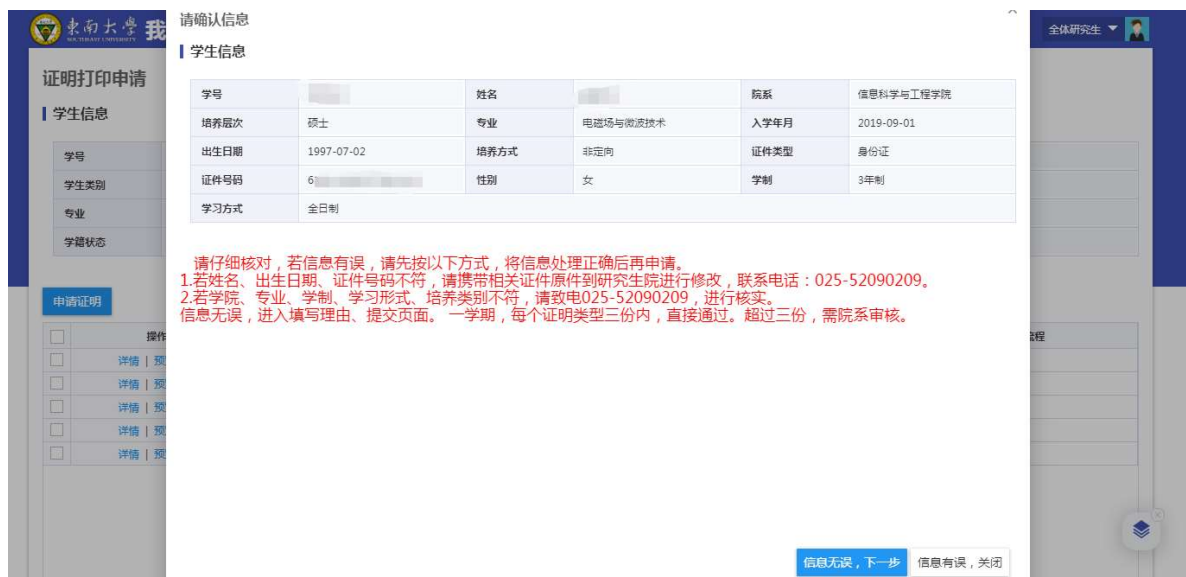 东南大学 我
SOUTHEAST UNIVERSITY
全体研究生
证明打印申请
学生信息
学号
学生类别
专业
学籍状态
申请证明
操作
详情 | 预
详情 | 预
详情 | 预
详情 | 预
详情 | 预
流程
请确认信息
学生信息
学号 姓名 院系 信息科学与工程学院
培养层次 硕士 专业 电磁场与微波技术 入学年月 2019-09-01
出生日期 1997-07-02 培养方式 非定向 证件类型 身份证
证件号码 6 性别 女 学制 3年制
学习方式 全日制
请仔细核对，若信息有误，请先按以下方式，将信息处理正确后再申请。
1.若姓名、出生日期、证件号码不符，请携带相关证件原件到研究生院进行修改，联系电话：025-52090209。
2.若学院、专业、学制、学习形式、培养类别不符，请致电025-52090209，进行核实。
信息无误，进入填写理由、提交页面。 一学期，每个证明类型三份内，直接通过。超过三份，需院系审核。
信息无误，下一步 信息有误，关闭